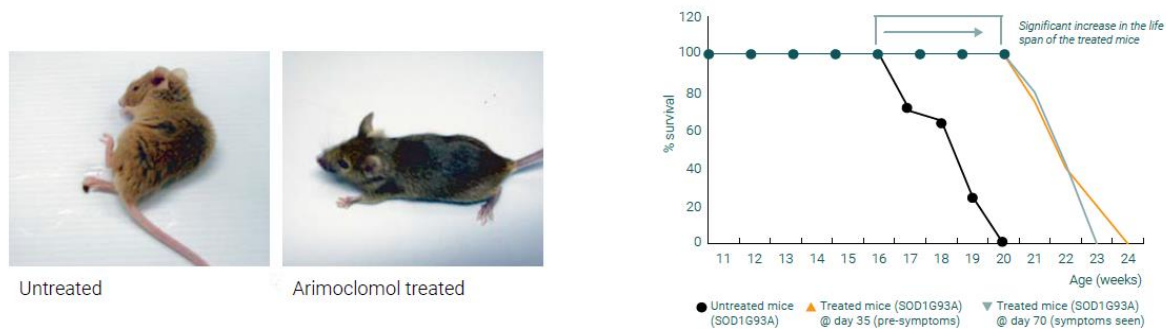 Untreated
Arimoclomol treated
120
100
80
60
40
20
0
% survival
Significant increase in the life
span of the treated mice
11 12 13 14 15 16 17 18 19 20 21 22 23 24
Age (weeks)
Untreated mice
(SOD1G93A)
Treated mice (SOD1G93A)
@ day 35 (pre-symptoms)
Treated mice (SOD1G93A)
@ day 70 (symptoms seen)